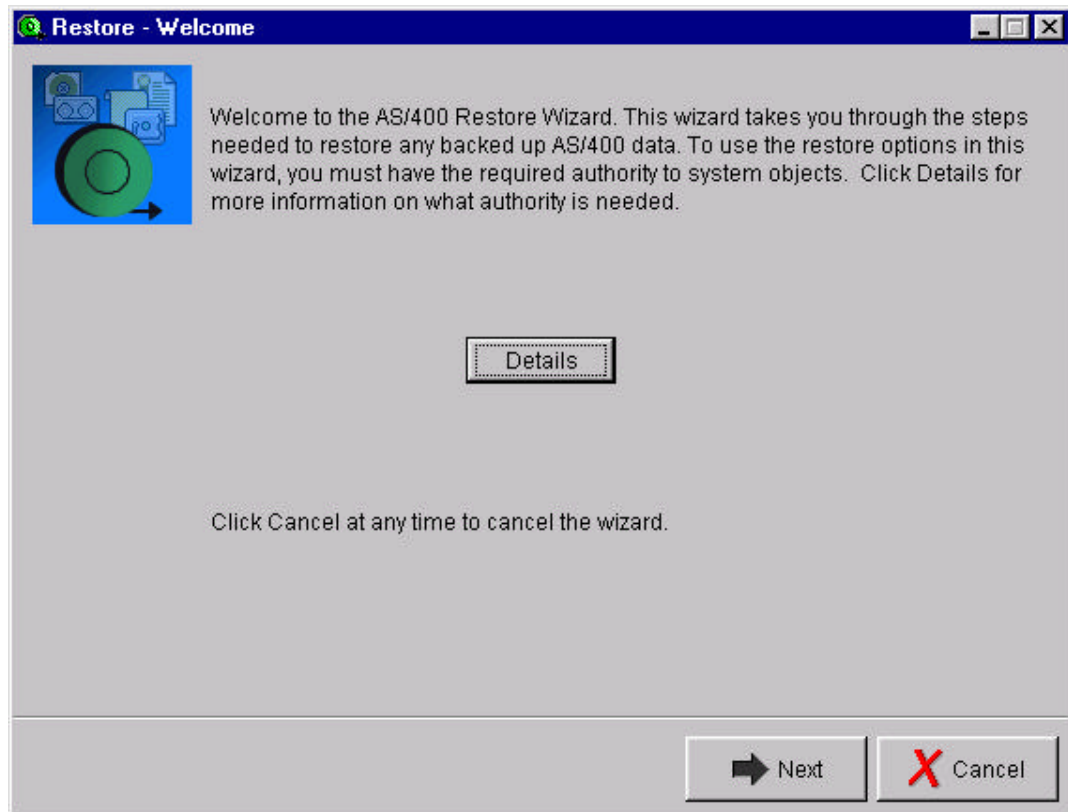 Restore - Welcome
Welcome to the AS/400 Restore Wizard. This wizard takes you through the steps
needed to restore any backed up AS/400 data. To use the restore options in this
wizard, you must have the required authority to system objects.  Click Details for
more information on what authority is needed.
Details
Click Cancel at any time to cancel the wizard.
Next
Cancel